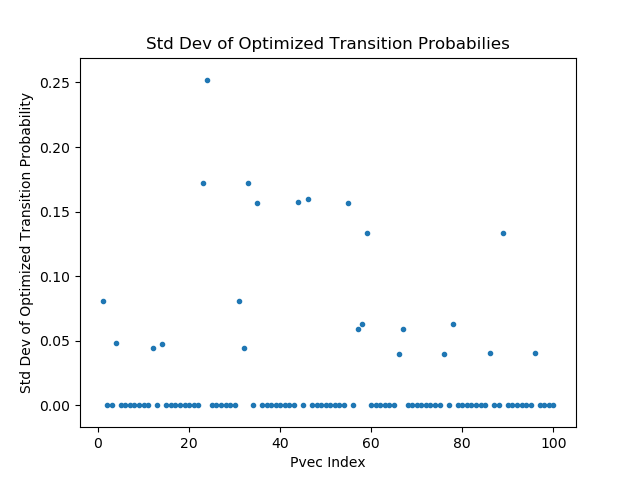 Std Dev of Optimized Transition Probabilies
Std Dev of Optimized Transition Probability
0.25
0.20
0.15
0.10
0.05
0.00
0 20 40 60 80 100
Pvec Index